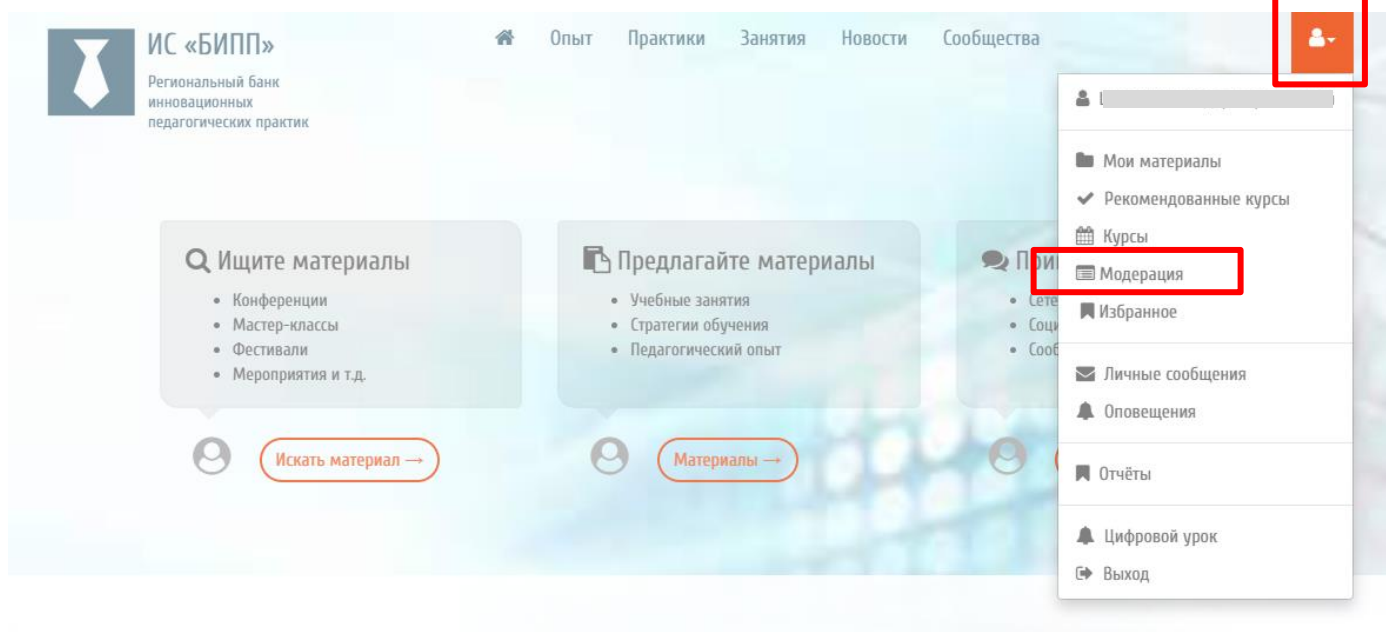 ИС «БИПП»
Региональный банк
инновационных
педагогических практик
Опыт Практики Занятия Новости Сообщества
Мои материалы
Рекомендованные курсы
Курсы
Модерация
Избранное
Личные сообщения
Оповещения
Отчёты
Цифровой урок
Выход
Ищите материалы
Конференции
Мастер-классы
Фестивали
Мероприятия и т.д.
Искать материал →
Предлагайте материалы
Учебные занятия
Стратегии обучения
Педагогический опыт
Материалы →